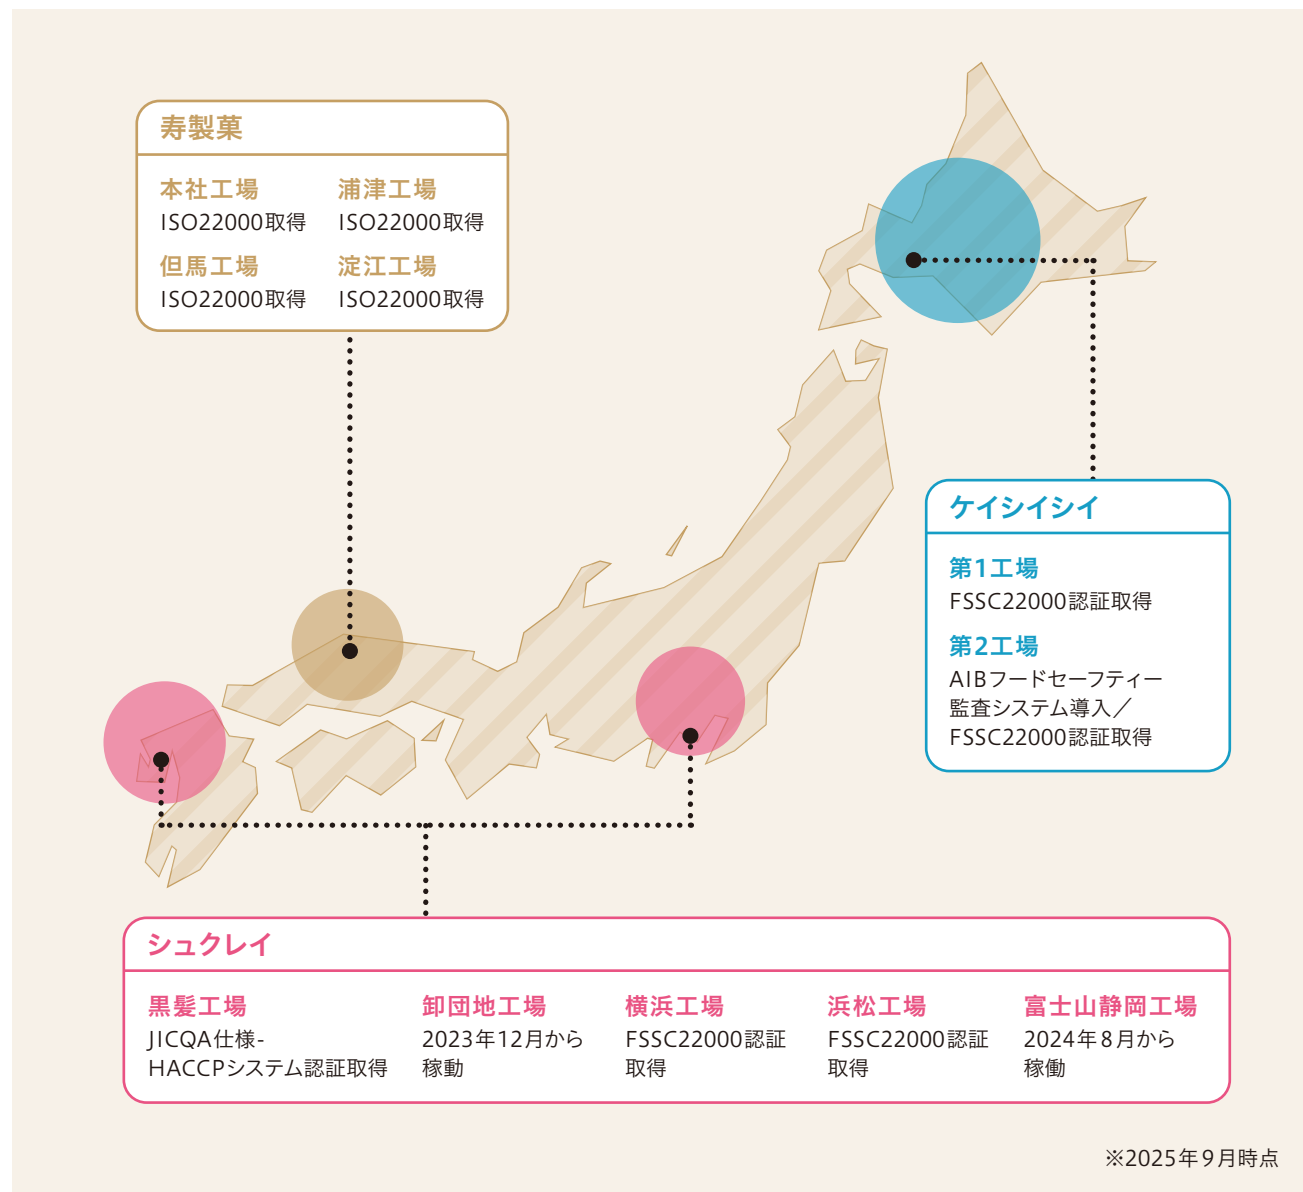 寿製菓
本社工場
ISO22000取得
浦津工場
ISO22000取得
但馬工場
ISO22000取得
淀江工場
ISO22000取得
ケイシイシイ
第1工場
FSSC22000認証取得
第2工場
AIBフードセーフティー
監査システム導入／
FSSC22000認証取得
シュクレイ
黒髪工場
JICQA仕様-
HACCPシステム認証取得
卸団地工場
2023年12月から
稼動
横浜工場
FSSC22000認証
取得
浜松工場
FSSC22000認証
取得
富士山静岡工場
2024年8月から
稼働
※2025年9月時点